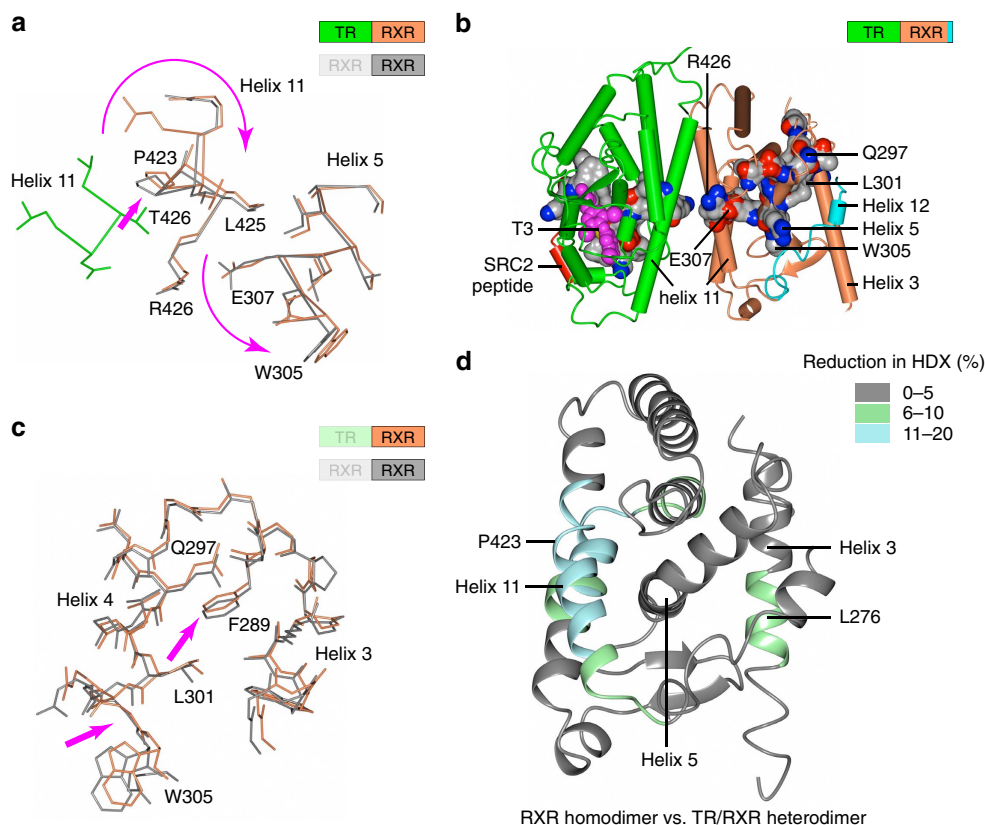 a
TR RXR
RXR RXR
Helix 11
P423
Helix 5
Helix 11
T426
L425
R426
E307
W305
b
TR RXR
R426
Q297
L301
Helix 12
T3
Helix 5
E307
W305
SRC2
peptide
helix 11
Helix 3
c
TR RXR
RXR RXR
Q297
Helix 4
F289
Helix 3
L301
W305
d
Reduction in HDX (%)
0–5
6–10
11–20
P423
Helix 3
Helix 11
L276
Helix 5
RXR homodimer vs. TR/RXR heterodimer